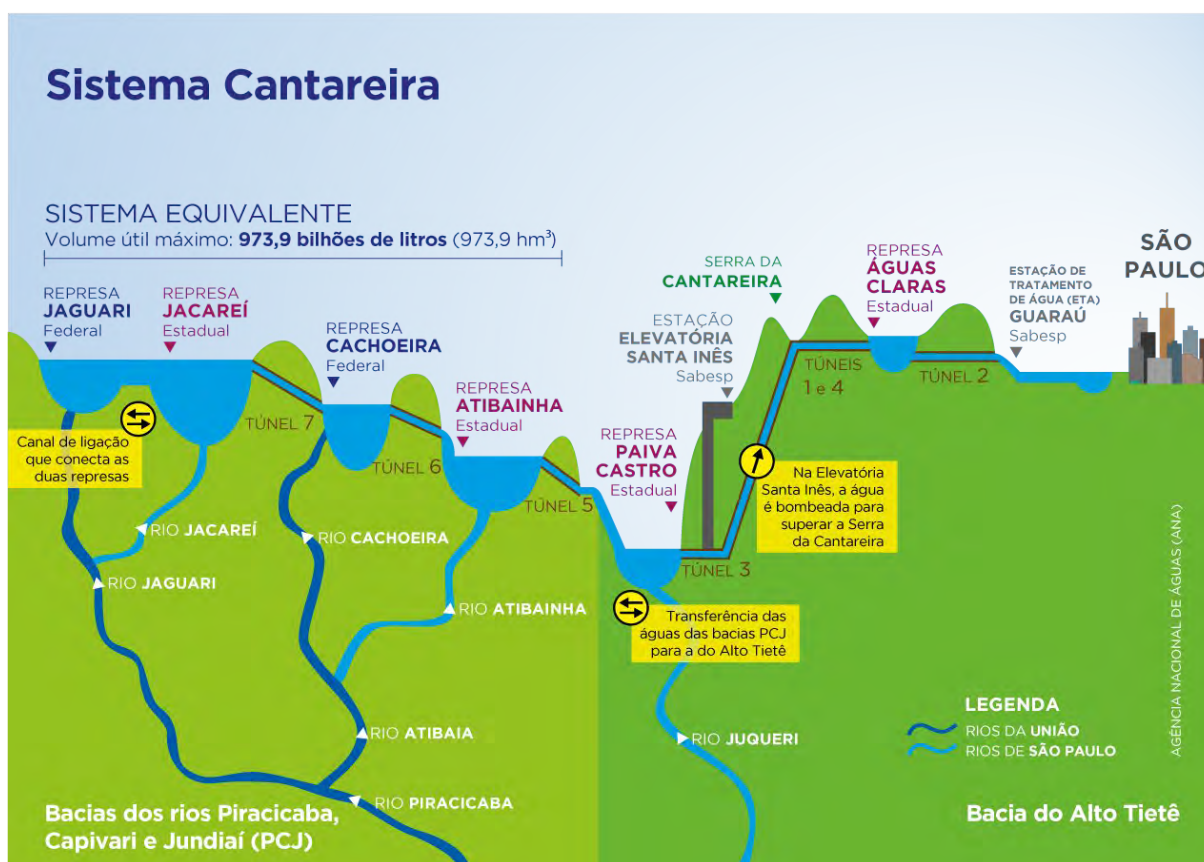 Sistema Cantareira
SISTEMA EQUIVALENTE
Volume útil máximo: 973,9 bilhões de litros (973,9 hm³)
REPRESA
JAGUARI
Federal
REPRESA
JACAREÍ
Estadual
REPRESA
CACHOEIRA
Federal
REPRESA
ATIBAINHA
Estadual
REPRESA
PAIVA
CASTRO
Estadual
ESTAÇÃO
ELEVATÓRIA
SANTA INÊS
Sabesp
SERRA DA
CANTAREIRA
REPRESA
ÁGUAS
CLARAS
Estadual
ESTAÇÃO DE
TRATAMENTO
DE ÁGUA (ETA)
GUARAÚ
Sabesp
SÃO
PAULO
TÚNEL 7
TÚNEL 6
TÚNEL 5
TÚNEL 3
TÚNEIS
1 e 4
TÚNEL 2
Canal de ligação
que conecta as
duas represas
Na Elevatória
Santa Inês, a água
é bombeada para
superar a Serra
da Cantareira
Transferência das
águas das bacias PCJ
para a do Alto Tietê
RIO JACAREÍ
RIO JAGUARI
RIO CACHOEIRA
RIO ATIBAINHA
RIO ATIBAIA
RIO PIRACICABA
RIO JUQUERI
LEGENDA
RIOS DA UNIÃO
RIOS DE SÃO PAULO
Bacias dos rios Piracicaba,
Capivari e Jundiaí (PCJ)
Bacia do Alto Tietê
AGÊNCIA NACIONAL DE ÁGUAS (ANA)